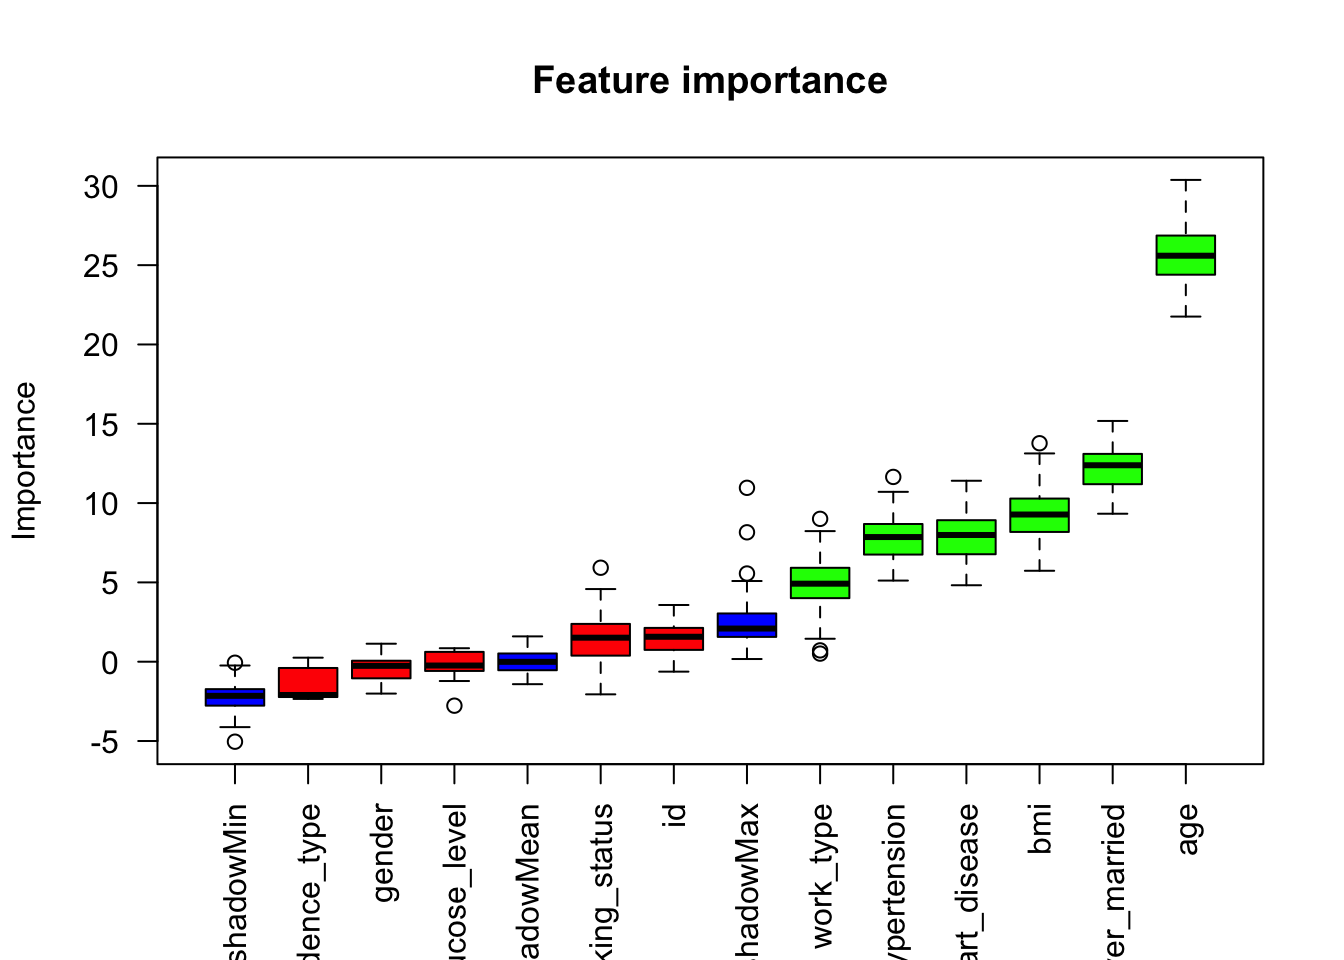 Feature importance
Importance
30
25
20
15
10
5
0
-5
shadowMin
dence_type
gender
ucose_level
adowMean
king_status
id
hadowMax
work_type
ypertension
art_disease
bmi
er_married
age